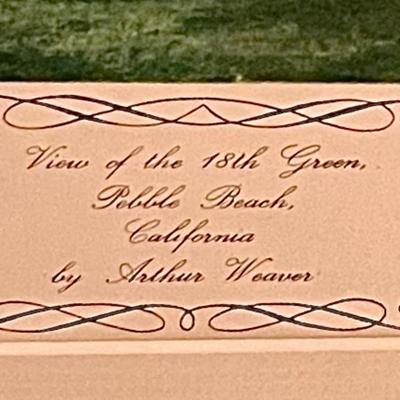 View of the 18th Green,
Pebble Beach,
California
by Arthur Weaver